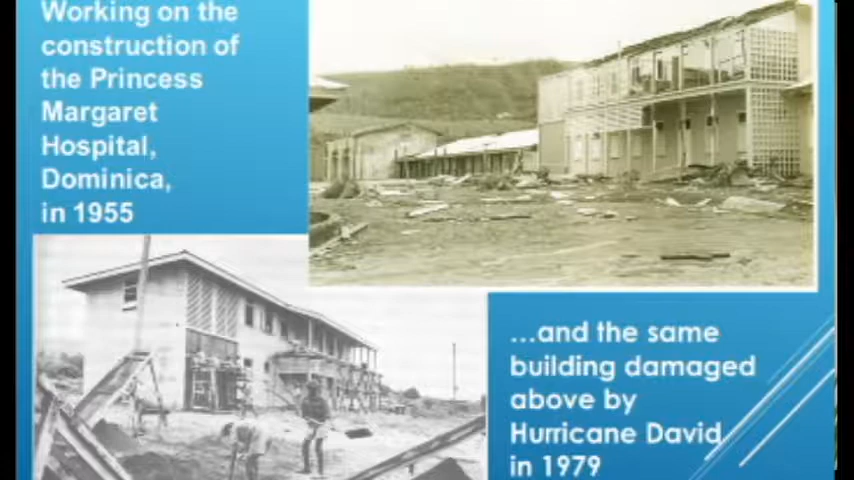 Working on the
construction of
the Princess
Margaret
Hospital,
Dominica,
in 1955
...and the same
building damaged
above by
Hurricane David
in 1979